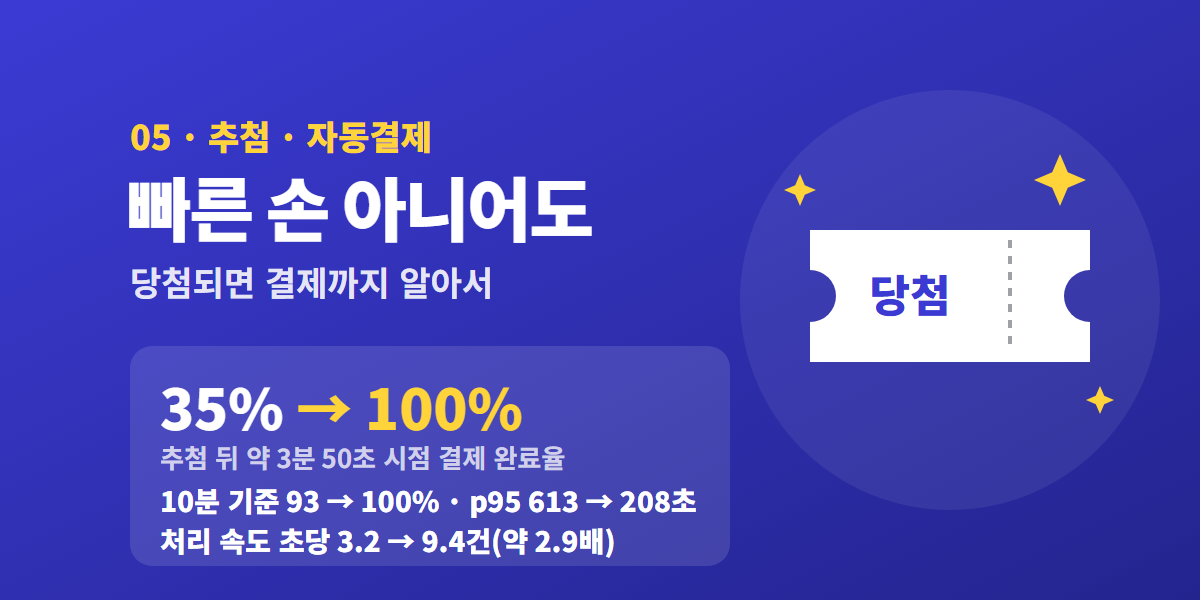 05 · 추첨 · 자동결제
빠른 손 아니어도
당첨되면 결제까지 알아서
당첨
35% → 100%
추첨 뒤 약 3분 50초 시점 결제 완료율
10분 기준 93 → 100% · p95 613 → 208초
처리 속도 초당 3.2 → 9.4건(약 2.9배)